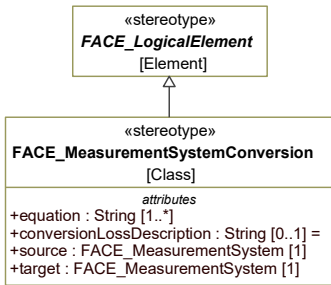 «stereotype»
FACE_LogicalElement
[Element]
«stereotype»
FACE_MeasurementSystemConversion
[Class]
attributes
+equation : String [1..*]
+conversionLossDescription : String [0..1] =
+source : FACE_MeasurementSystem [1]
+target : FACE_MeasurementSystem [1]